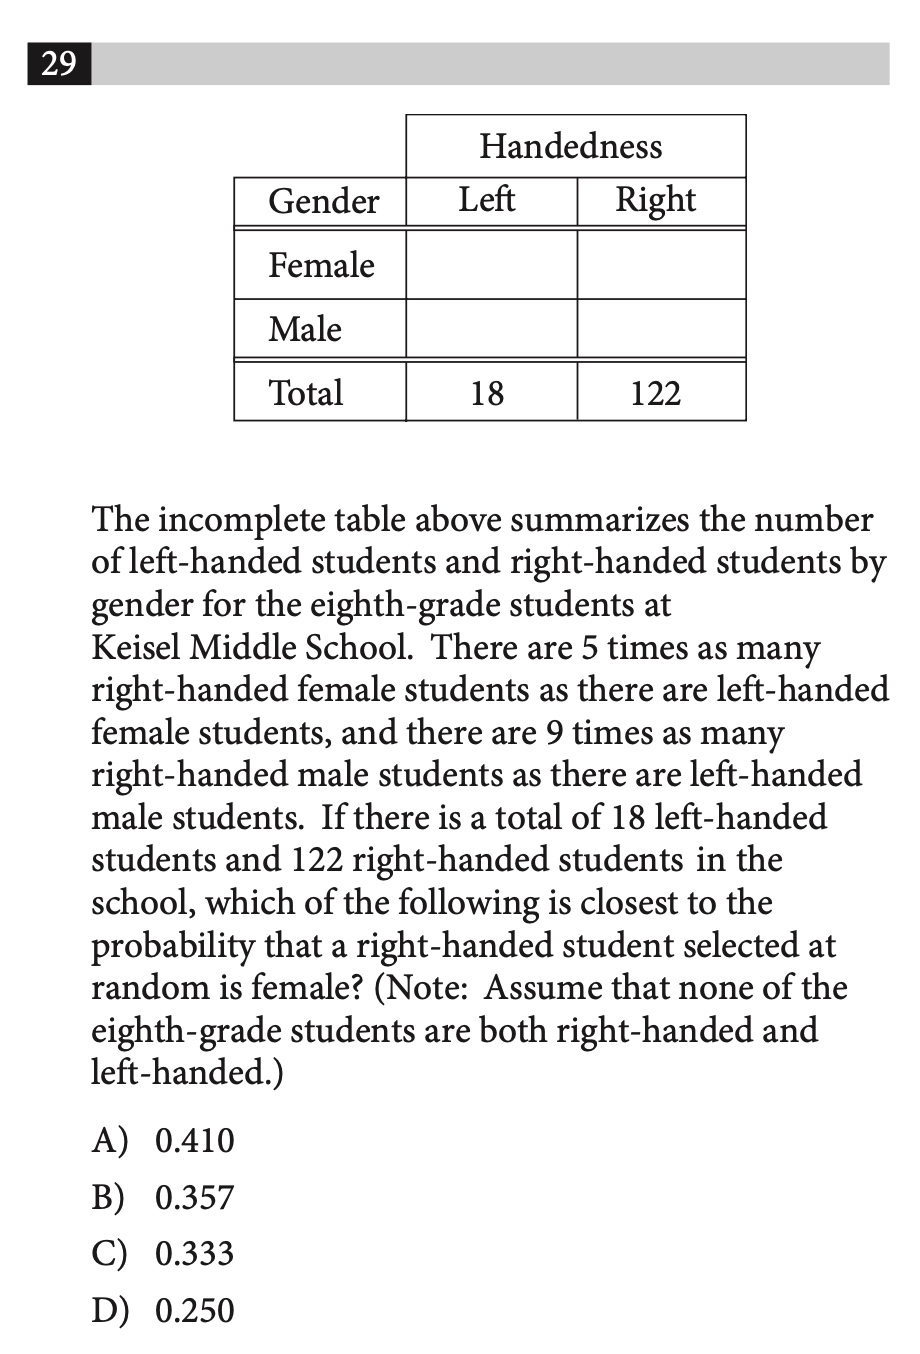 29
Handedness
Gender Left Right
Female
Male
Total 18 122
The incomplete table above summarizes the number
of left-handed students and right-handed students by
gender for the eighth-grade students at
Keisel Middle School. There are 5 times as many
right-handed female students as there are left-handed
female students, and there are 9 times as many
right-handed male students as there are left-handed
male students. If there is a total of 18 left-handed
students and 122 right-handed students in the
school, which of the following is closest to the
probability that a right-handed student selected at
random is female? (Note: Assume that none of the
eighth-grade students are both right-handed and
left-handed.)
A) 0.410
B) 0.357
C) 0.333
D) 0.250